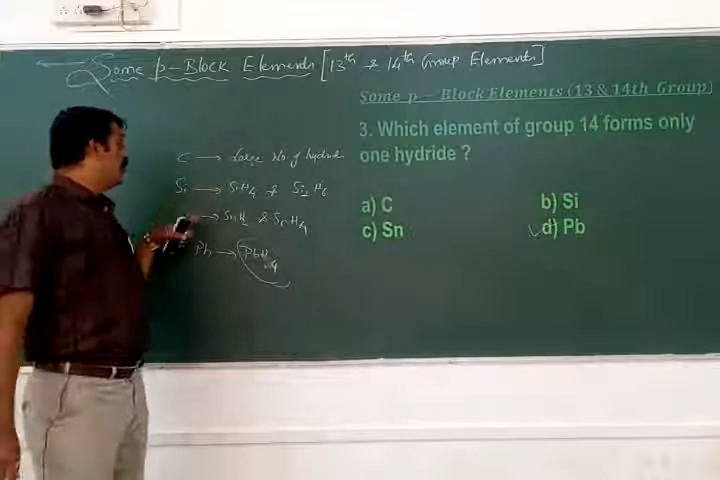 Some p-Block Elements [13th & 14th Group Elements]
Some p – Block Elements (13 & 14th Group)
3. Which element of group 14 forms only
one hydride ?
a) C
b) Si
c) Sn
d) Pb
C → Large No. of hydride
Si → SiH4 & Si2H6
→ & SnH4
Pb → PbH4